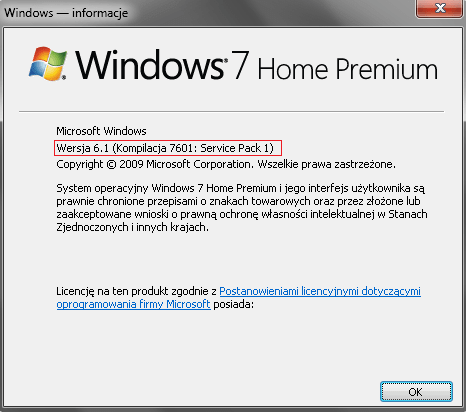 Windows — informacje
Windows 7 Home Premium
Microsoft Windows
Wersja 6.1 (Kompilacja 7601: Service Pack 1)
Copyright © 2009 Microsoft Corporation. Wszelkie prawa zastrzeżone.
System operacyjny Windows 7 Home Premium i jego interfejs użytkownika są
prawnie chronione przepisami o znakach towarowych oraz przez złożone lub
zaakceptowane wnioski o prawną ochronę własności intelektualnej w Stanach
Zjednoczonych i innych krajach.
Licencję na ten produkt zgodnie z Postanowieniami licencyjnymi dotyczącymi
oprogramowania firmy Microsoft posiada:
OK